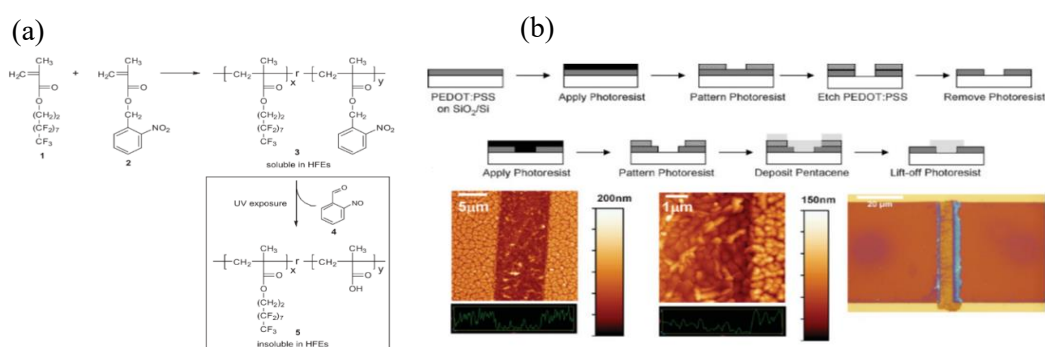 (a)
CH₃
H₂C
O
O
(CH₂)₂
(CF₂)₇
CF₃
1
+
CH₃
H₂C
O
O
CH₂
NO₂
2
CH₃
CH₂
x
r
CH₃
CH₂
y
O
O
(CH₂)₂
(CF₂)₇
CF₃
O
O
CH₂
NO₂
3
soluble in HFEs
UV exposure
O
NO
4
CH₃
CH₂
x
r
CH₃
CH₂
y
O
O
(CH₂)₂
(CF₂)₇
CF₃
O
OH
5
insoluble in HFEs
(b)
PEDOT:PSS
on SiO₂/Si
Apply Photoresist
Pattern Photoresist
Etch PEDOT:PSS
Remove Photoresist
Apply Photoresist
Pattern Photoresist
Deposit Pentacene
Lift-off Photoresist
5μm
200nm
1μm
150nm
20 μm